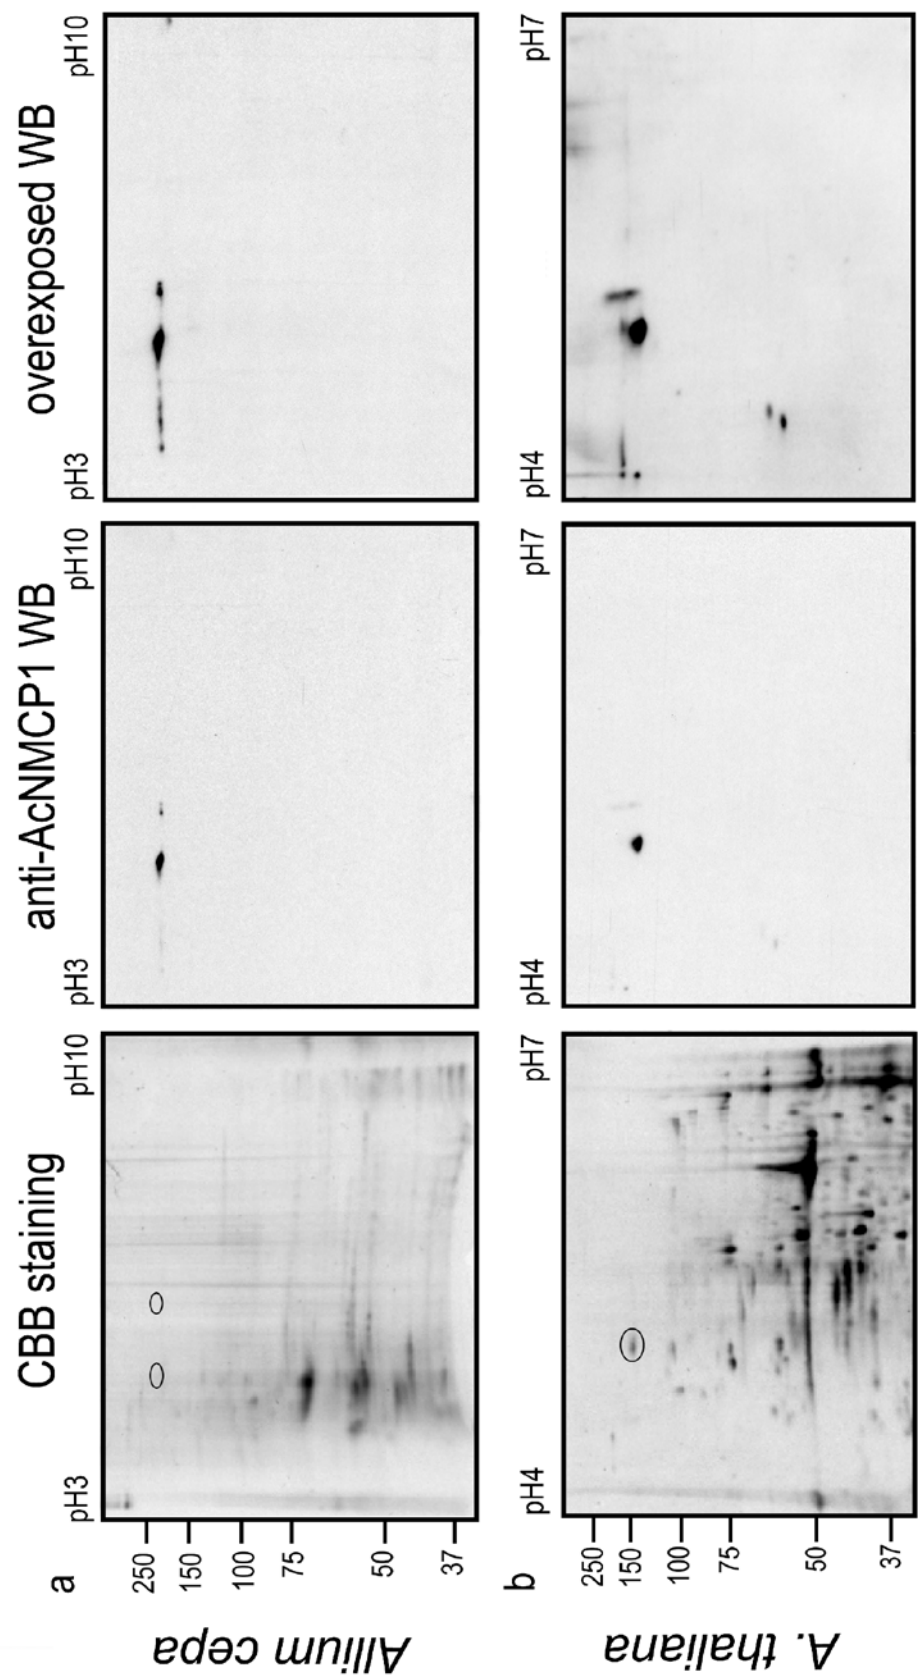 CBB staining
anti-AcNMCP1 WB
overexposed WB
a
pH3
pH10
pH3
pH10
pH3
pH10
Allium cepa
250
150
100
75
50
37
b
pH4
pH7
pH4
pH7
pH4
pH7
A. thaliana
250
150
100
75
50
37